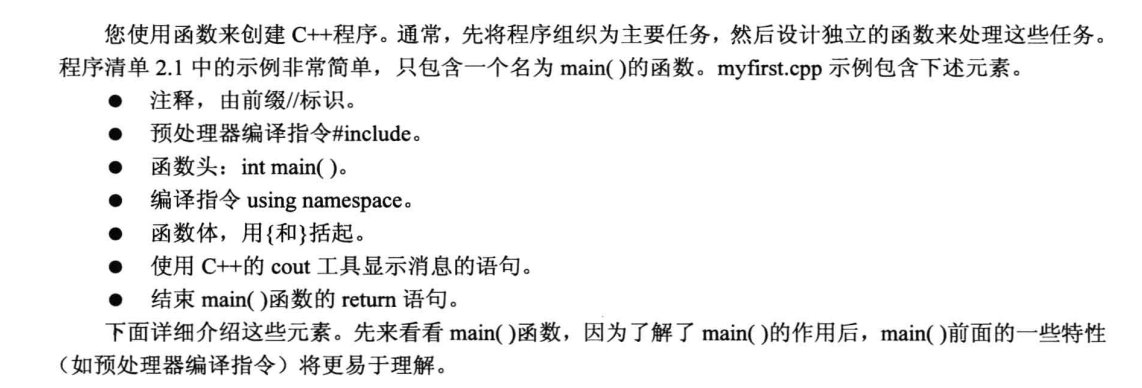 您使用函数来创建 C++程序。通常，先将程序组织为主要任务，然后设计独立的函数来处理这些任务。
程序清单 2.1 中的示例非常简单，只包含一个名为 main( )的函数。myfirst.cpp 示例包含下述元素。
● 注释，由前缀//标识。
● 预处理器编译指令#include。
● 函数头：int main( )。
● 编译指令 using namespace。
● 函数体，用{和}括起。
● 使用 C++的 cout 工具显示消息的语句。
● 结束 main( )函数的 return 语句。
下面详细介绍这些元素。先来看看 main( )函数，因为了解了 main( )的作用后，main( )前面的一些特性
（如预处理器编译指令）将更易于理解。